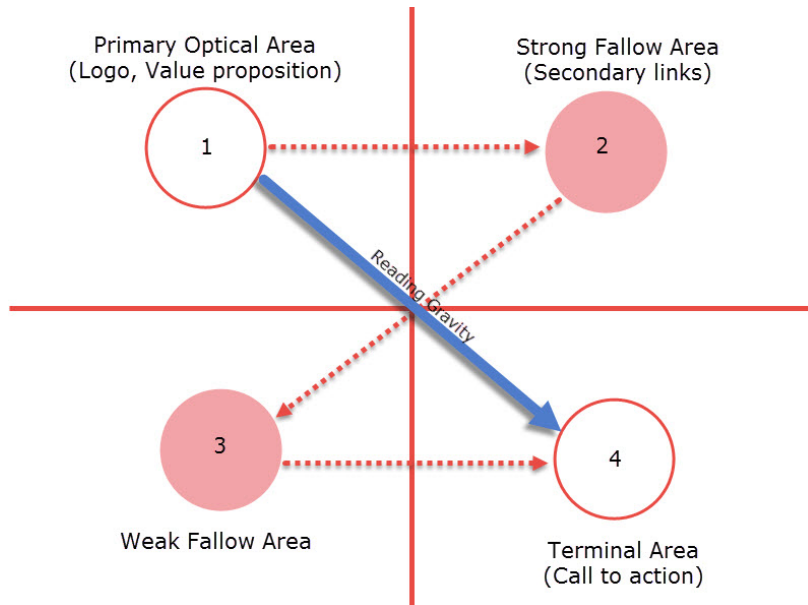 Primary Optical Area
(Logo, Value proposition)
Strong Fallow Area
(Secondary links)
1
2
Reading Gravity
3
4
Weak Fallow Area
Terminal Area
(Call to action)